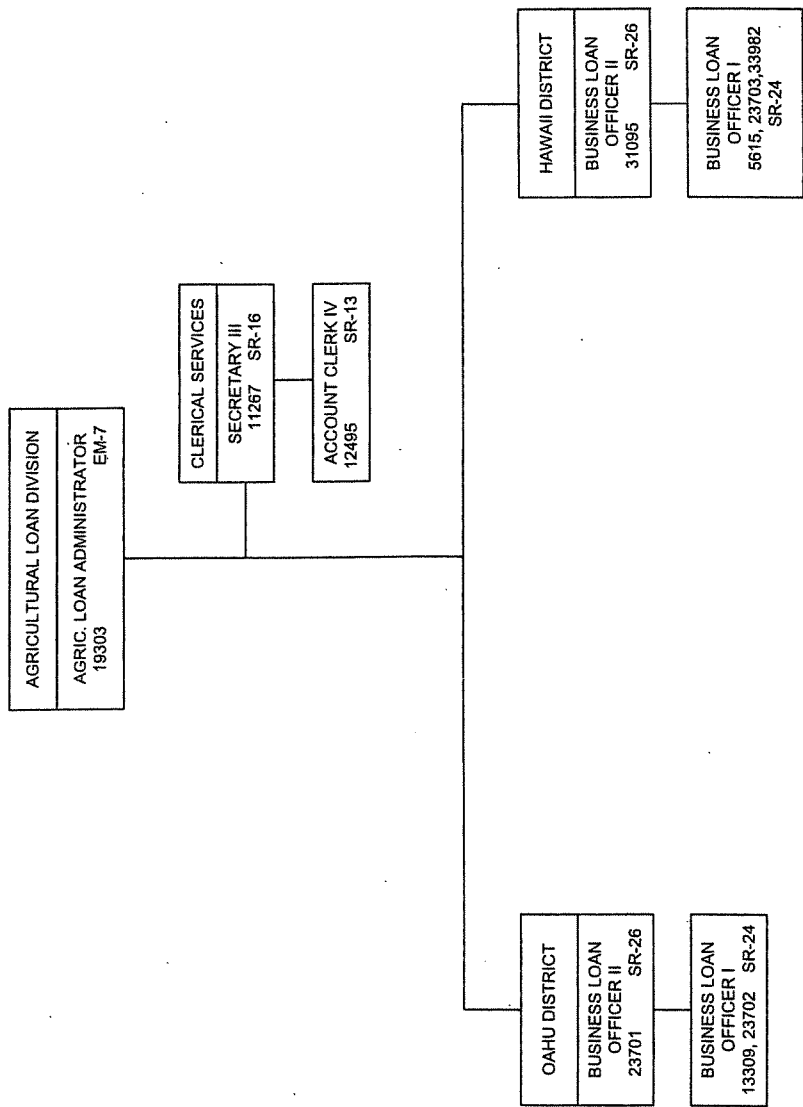 AGRICULTURAL LOAN DIVISION
AGRIC. LOAN ADMINISTRATOR
19303 EM-7
CLERICAL SERVICES
SECRETARY III
11267 SR-16
ACCOUNT CLERK IV
12495 SR-13
OAHU DISTRICT
BUSINESS LOAN
OFFICER II
23701 SR-26
BUSINESS LOAN
OFFICER I
13309, 23702 SR-24
HAWAII DISTRICT
BUSINESS LOAN
OFFICER II
31095 SR-26
BUSINESS LOAN
OFFICER I
5615, 23703,33982
SR-24